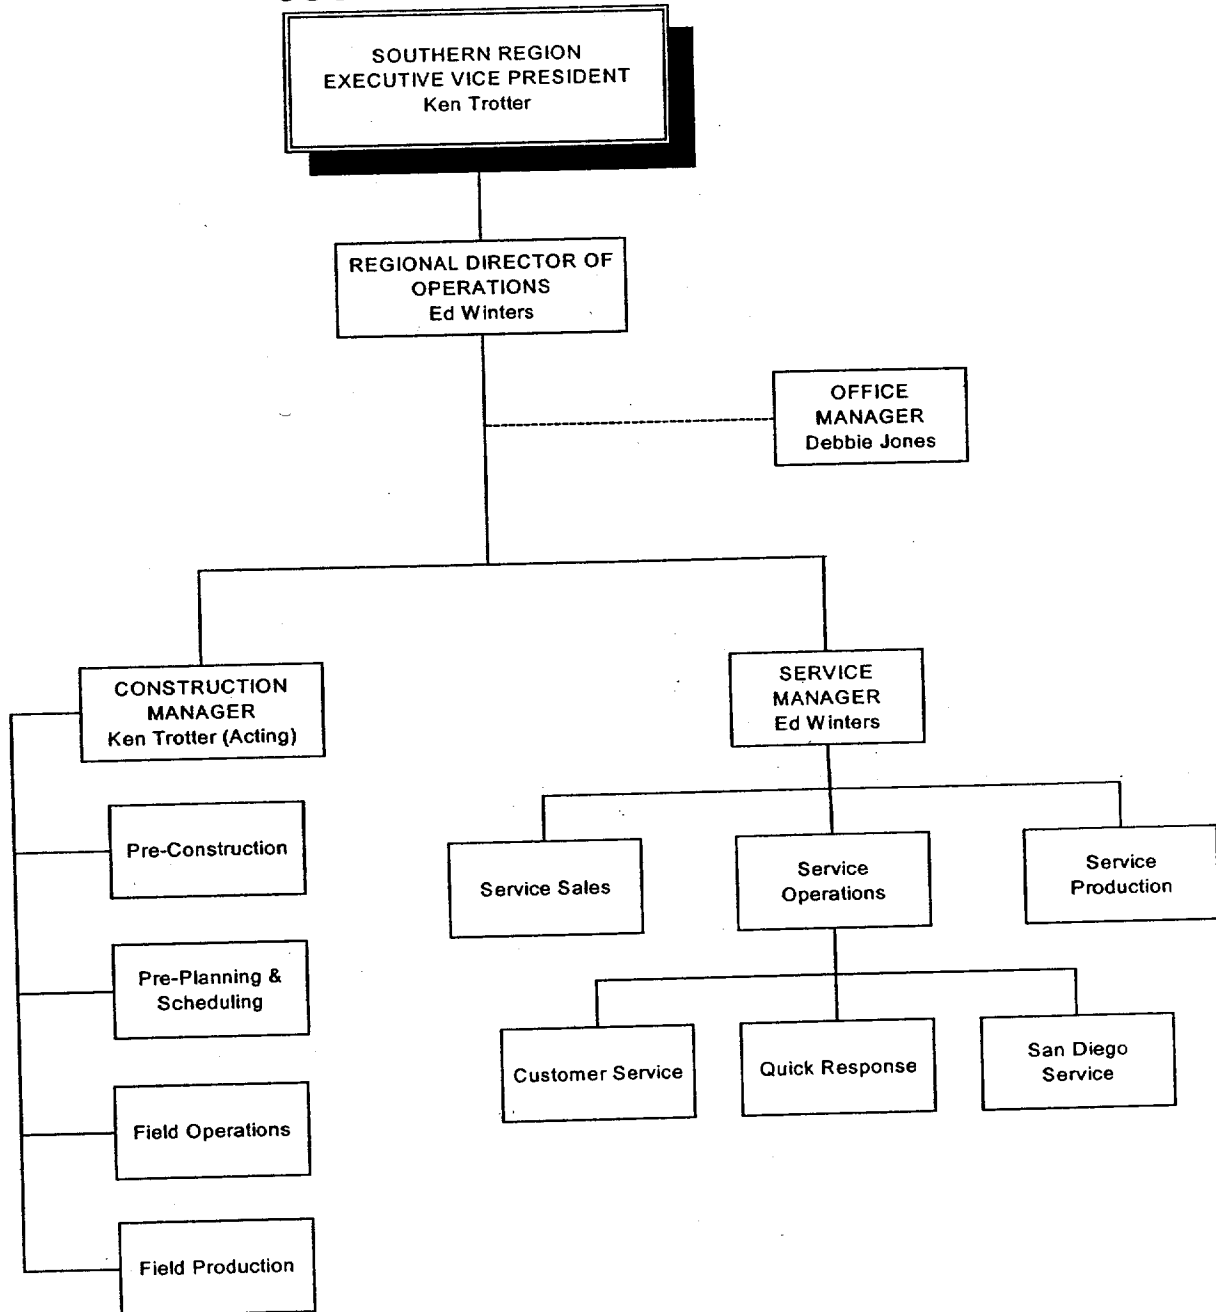 SOUTHERN REGION
EXECUTIVE VICE PRESIDENT
Ken Trotter
REGIONAL DIRECTOR OF
OPERATIONS
Ed Winters
OFFICE
MANAGER
Debbie Jones
CONSTRUCTION
MANAGER
Ken Trotter (Acting)
Pre-Construction
Pre-Planning &
Scheduling
Field Operations
Field Production
SERVICE
MANAGER
Ed Winters
Service Sales
Service
Operations
Service
Production
Customer Service
Quick Response
San Diego
Service